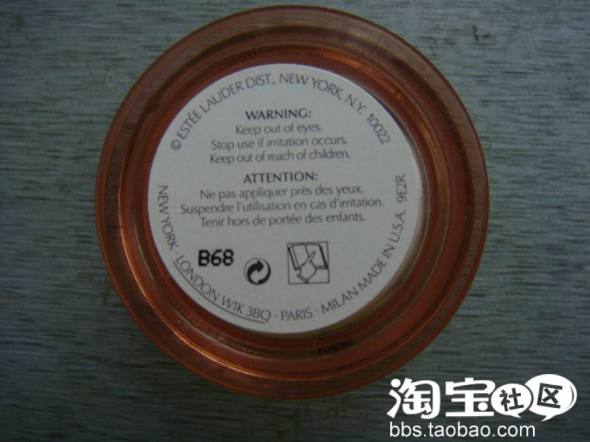 © ESTÉE LAUDER DIST., NEW YORK, N.Y. 10022
WARNING:
Keep out of eyes.
Stop use if irritation occurs.
Keep out of reach of children.
ATTENTION:
Ne pas appliquer près des yeux.
Suspendre l'utilisation en cas d'irritation.
Tenir hors de portée des enfants.
B68
NEW YORK · LONDON W1K 3BQ · PARIS · MILAN MADE IN U.S.A. 9E2R
淘宝社区
bbs.taobao.com